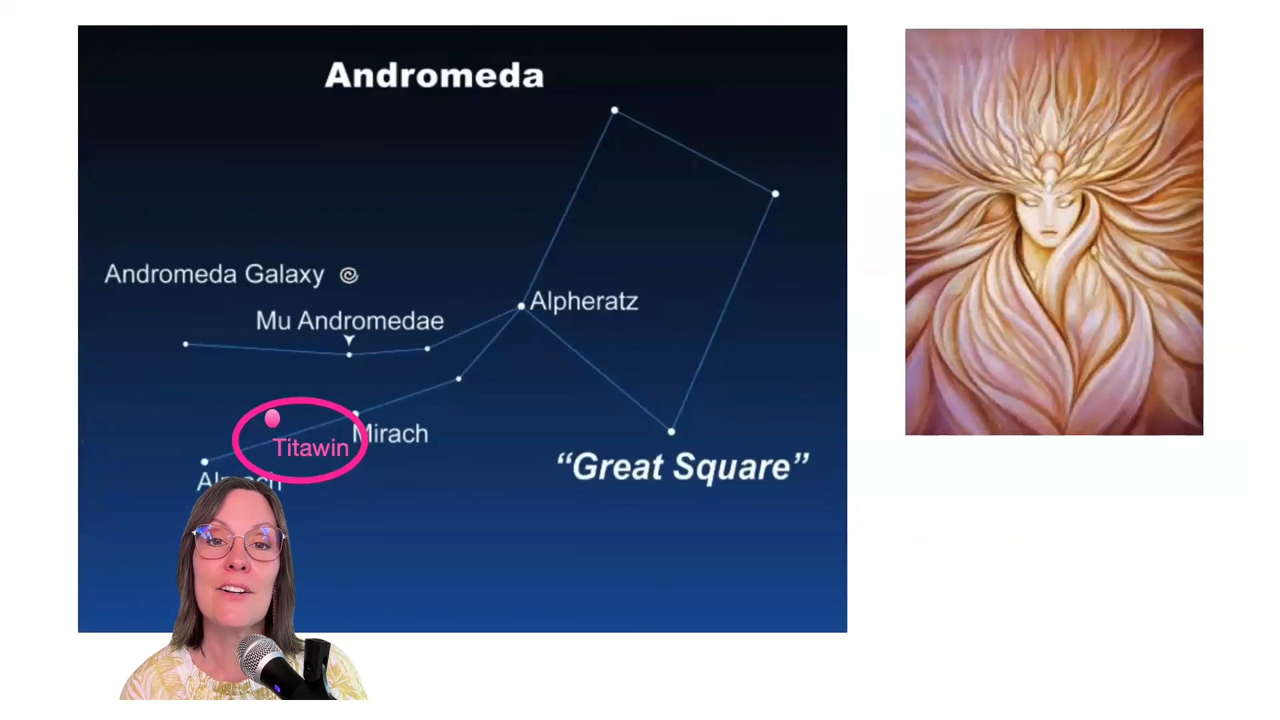 Andromeda
Andromeda Galaxy
Mu Andromedae
Alpheratz
Mirach
Titawin
“Great Square”